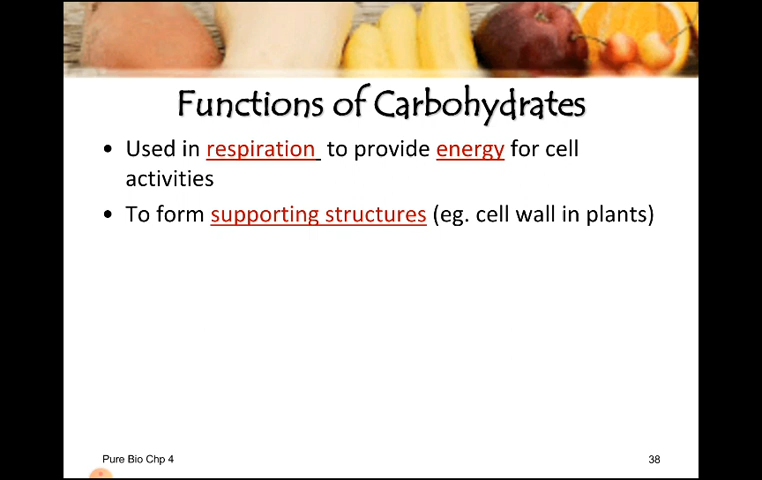 Functions of Carbohydrates
• Used in respiration to provide energy for cell
activities
• To form supporting structures (eg. cell wall in plants)
Pure Bio Chp 4
38